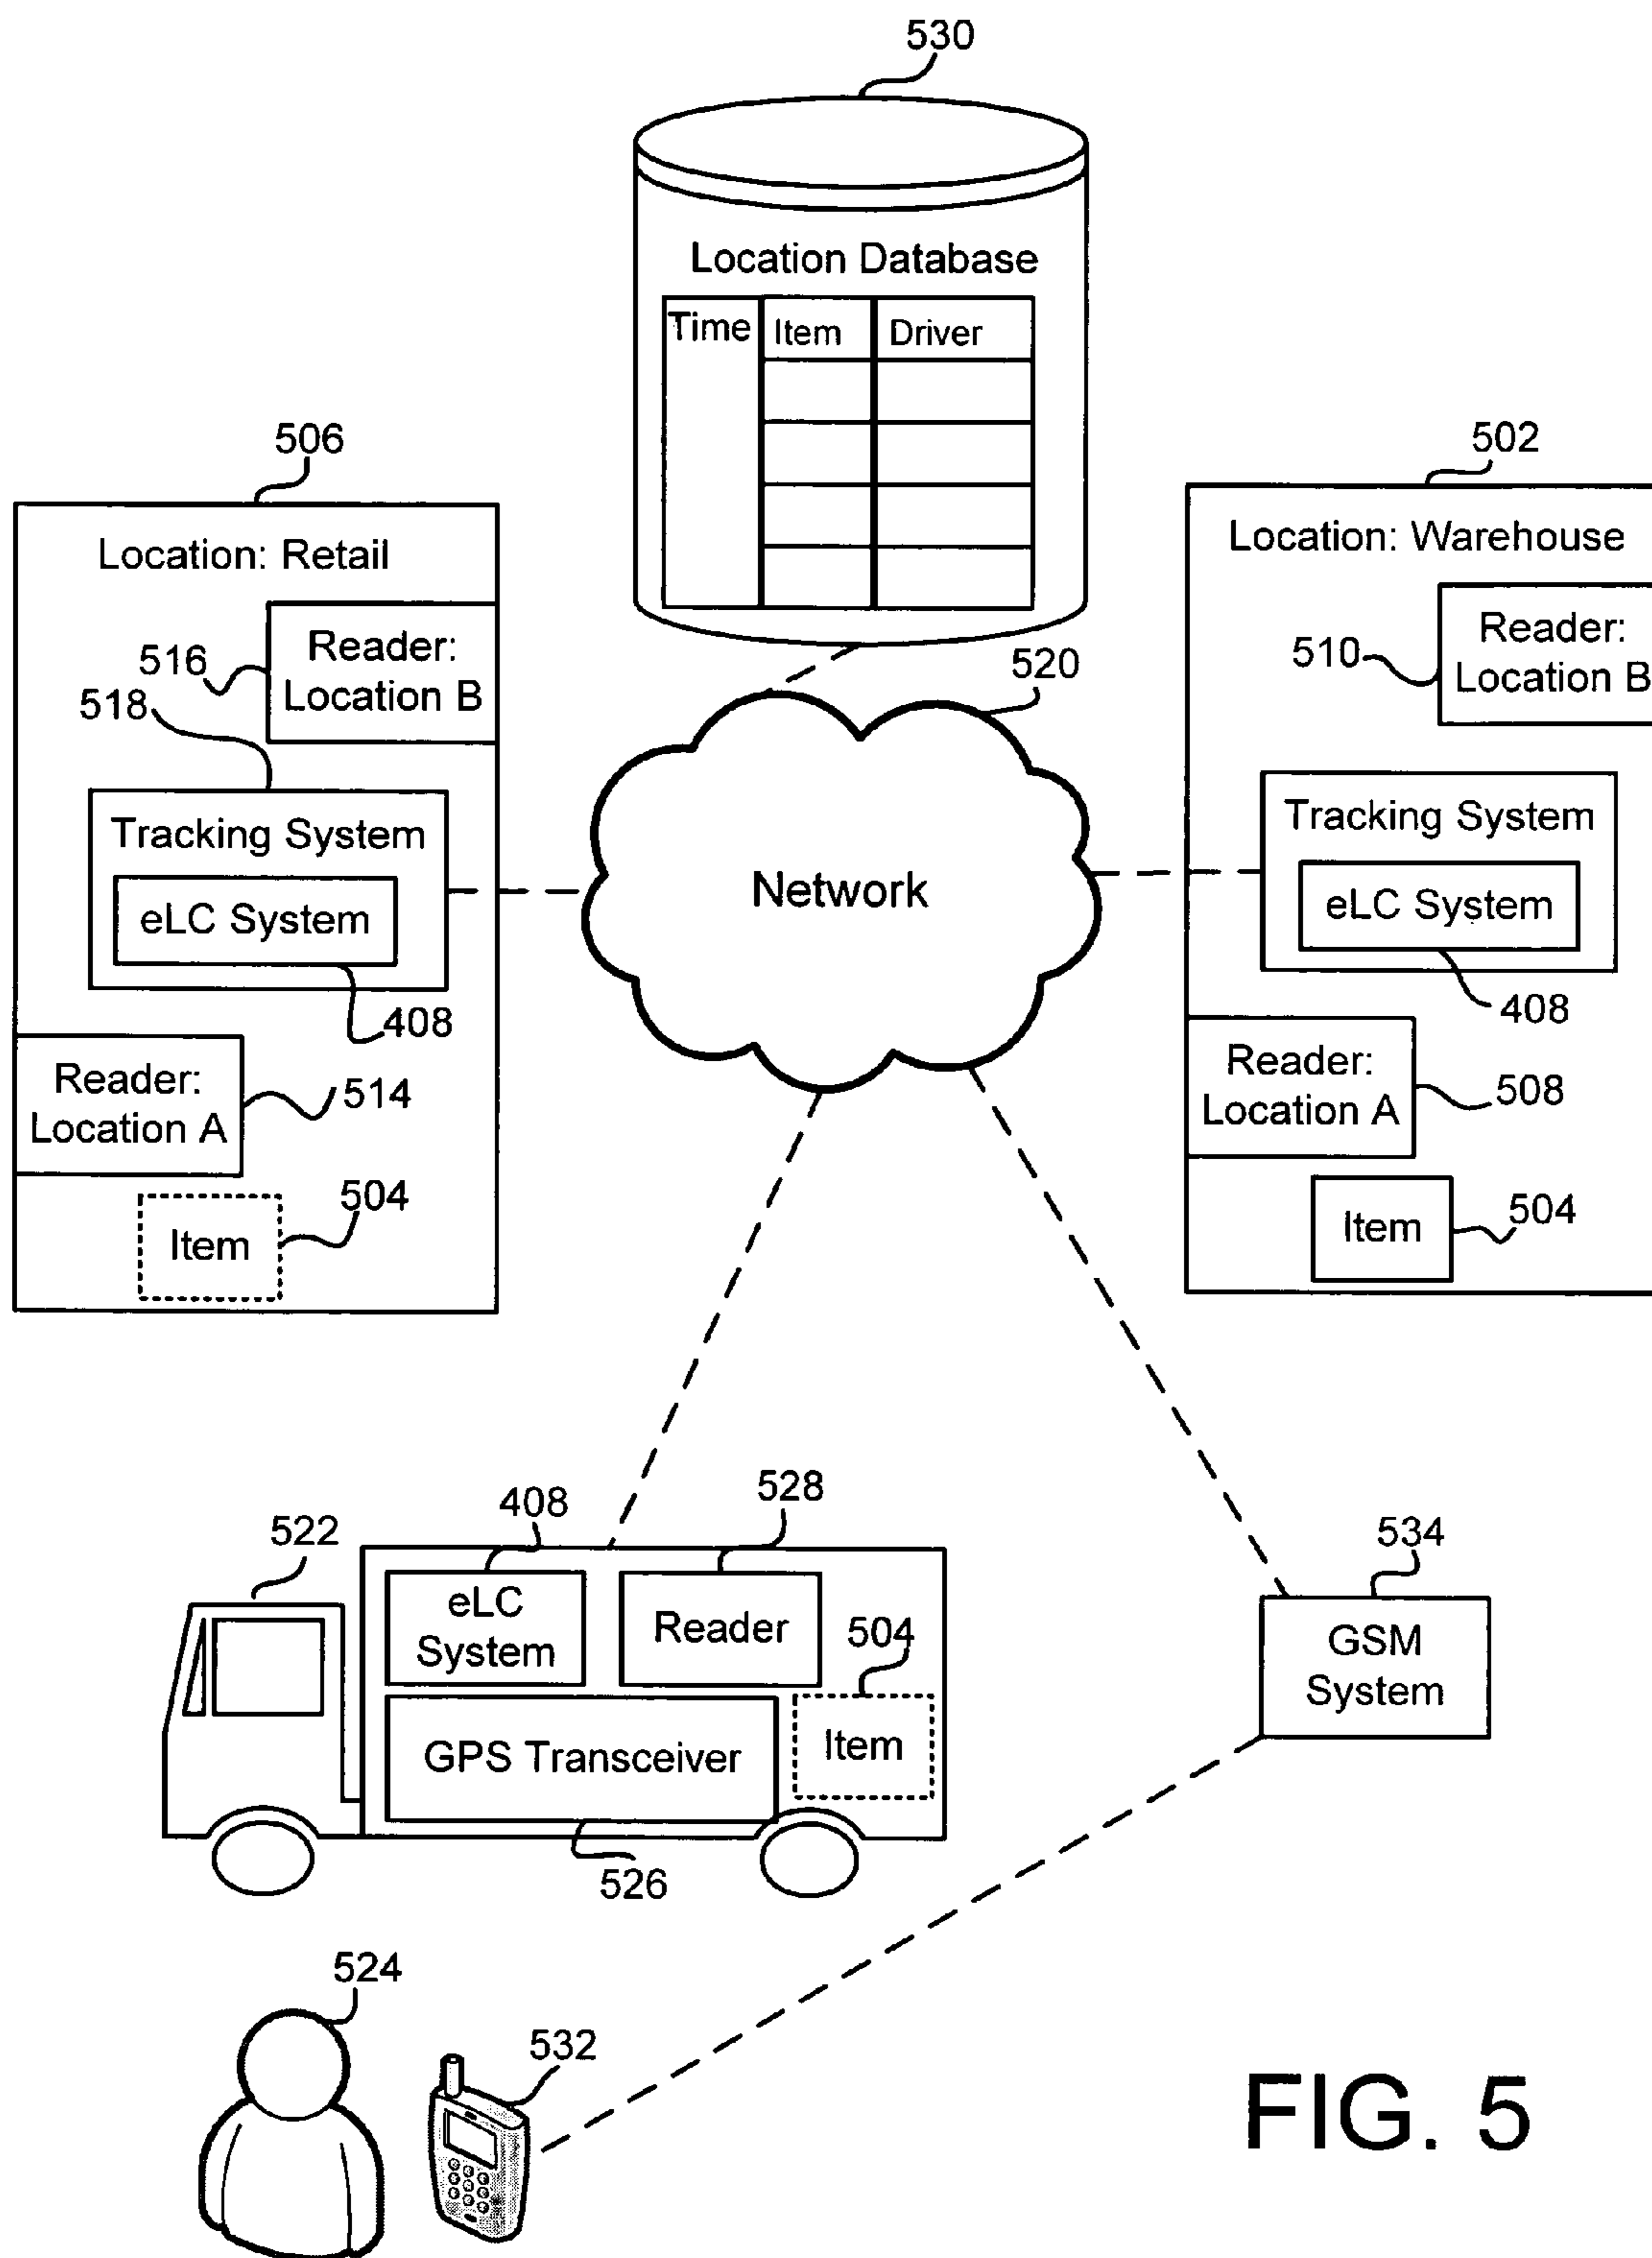 530
Location Database
Time Item Driver
506
Location: Retail
Reader:
Location B
516
518
Tracking System
eLC System
408
Reader:
Location A
514
504
Item
520
Network
502
Location: Warehouse
Reader:
Location B
510
Tracking System
eLC System
408
Reader:
Location A
508
504
Item
522
408
528
eLC
System
Reader
504
Item
GPS Transceiver
526
534
GSM
System
524
532
FIG. 5